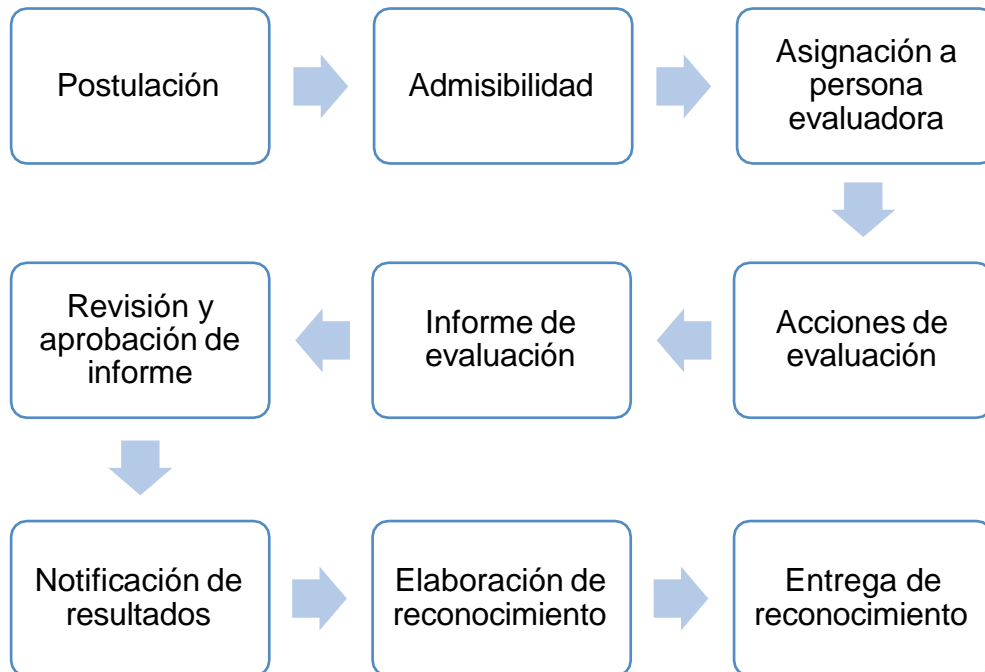 Postulación
Admisibilidad
Asignación a
persona
evaluadora
Acciones de
evaluación
Informe de
evaluación
Revisión y
aprobación de
informe
Notificación de
resultados
Elaboración de
reconocimiento
Entrega de
reconocimiento